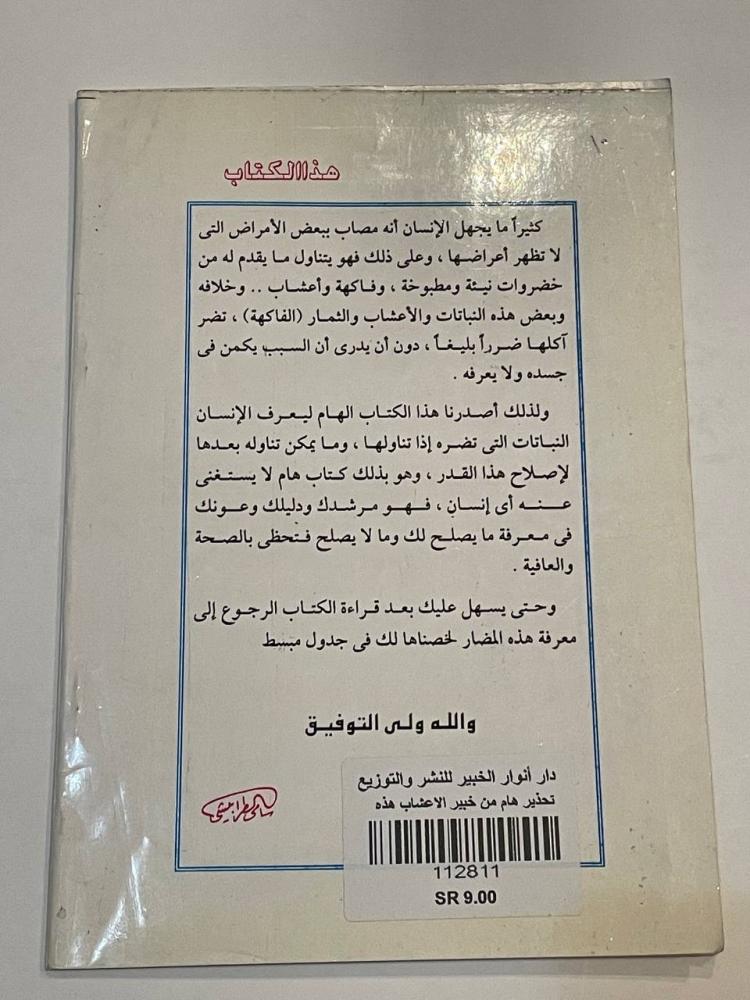 هذا الكتاب
كثيراً ما يجهل الإنسان أنه مصاب ببعض الأمراض التى
لا تظهر أعراضها ، وعلى ذلك فهو يتناول ما يقدم له من
خضروات نيئة ومطبوخة ، وفاكهة وأعشاب .. وخلافه
وبعض هذه النباتات والأعشاب والثمار (الفاكهة) ، تضر
آكلها ضرراً بليغاً ، دون أن يدرى أن السبب يكمن فى
جسده ولا يعرفه .
ولذلك أصدرنا هذا الكتاب الهام ليعرف الإنسان
النباتات التى تضره إذا تناولها ، وما يمكن تناوله بعدها
لإصلاح هذا القدر ، وهو بذلك كتاب هام لا يستغنى
عنه أى إنسان ، فهو مرشدك ودليلك وعونك
فى معرفة ما يصلح لك وما لا يصلح فتحظى بالصحة
والعافية .
وحتى يسهل عليك بعد قراءة الكتاب الرجوع إلى
معرفة هذه المضار لخصناها لك فى جدول مبسط
والله ولى التوفيق
دار أنوار الخبير للنشر والتوزيع
تحذير هام من خبير الاعشاب هذه
112811
SR 9.00